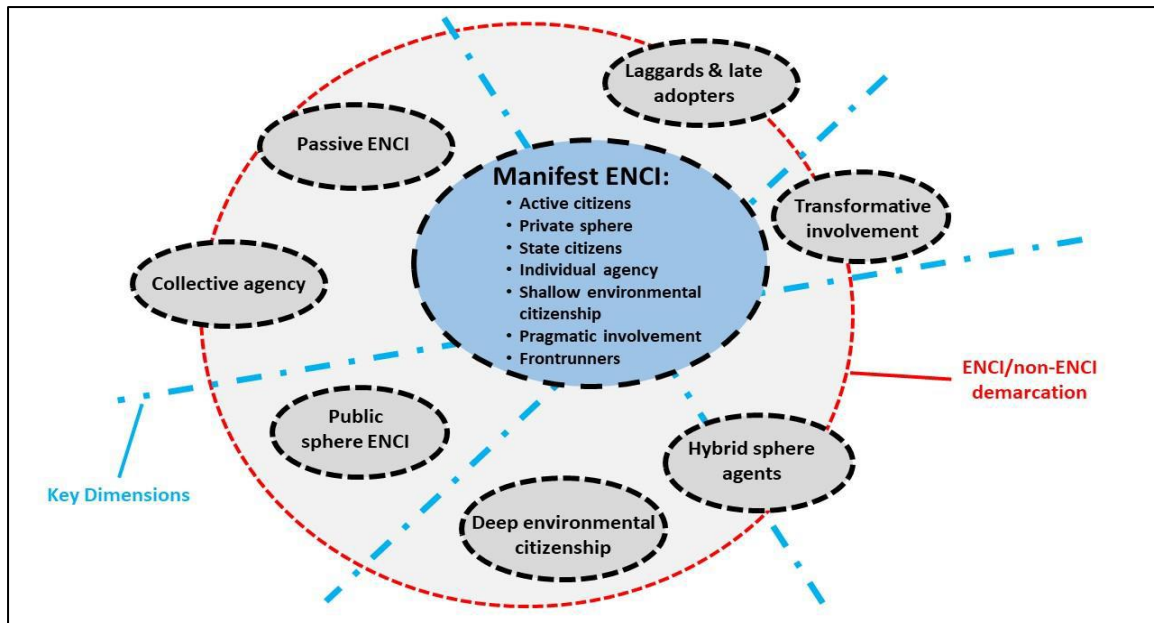 Laggards & late
adopters
Passive ENCI
Manifest ENCI:
• Active citizens
• Private sphere
• State citizens
• Individual agency
• Shallow environmental
citizenship
• Pragmatic involvement
• Frontrunners
Transformative
involvement
Collective agency
ENCI/non-ENCI
demarcation
Public
sphere ENCI
Hybrid sphere
agents
Key Dimensions
Deep environmental
citizenship